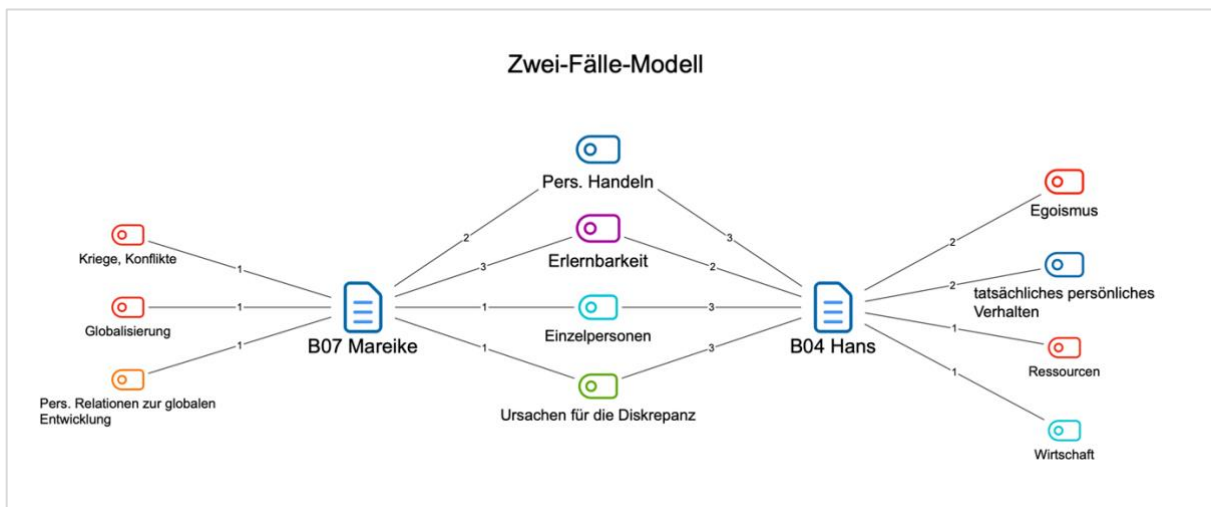 Zwei-Fälle-Modell
Pers. Handeln
Erlernbarkeit
Einzelpersonen
Ursachen für die Diskrepanz
Kriege, Konflikte
Globalisierung
Pers. Relationen zur globalen
Entwicklung
B07 Mareike
B04 Hans
Egoismus
tatsächliches persönliches
Verhalten
Ressourcen
Wirtschaft
1
1
1
2
3
1
1
3
2
3
3
2
2
1
1